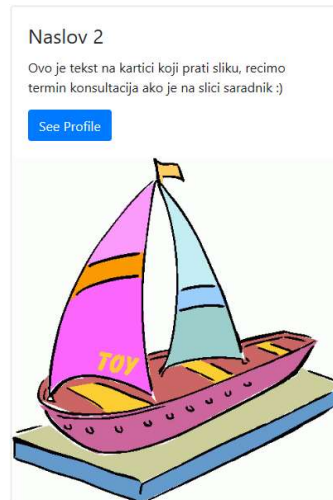 Naslov 2
Ovo je tekst na kartici koji prati sliku, recimo
termin konsultacija ako je na slici saradnik :)
See Profile
TOY